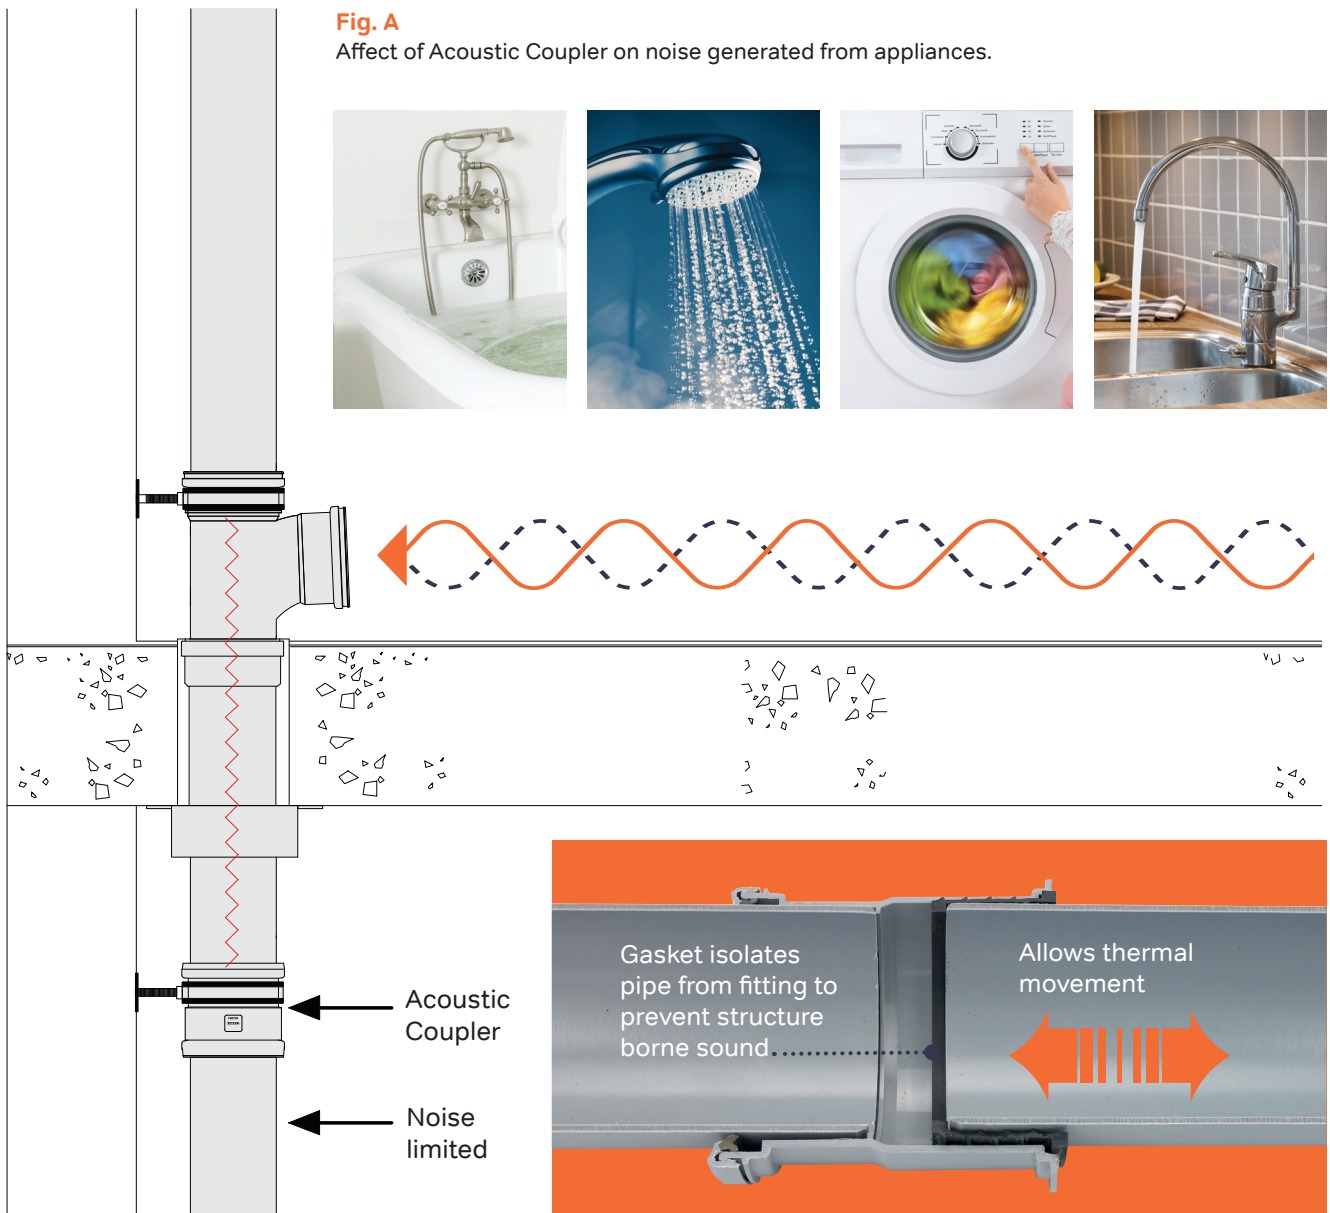 Fig. A
Affect of Acoustic Coupler on noise generated from appliances.
Acoustic
Coupler
Noise
limited
Gasket isolates
pipe from fitting to
prevent structure
borne sound
Allows thermal
movement